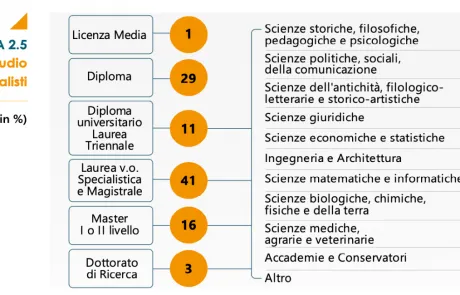 A 2.5
udio
alisti
in %)
Licenza Media
1
Diploma
29
Diploma
universitario
Laurea
Triennale
11
Laurea v.o.
Specialistica
e Magistrale
41
Master
I o II livello
16
Dottorato
di Ricerca
3
Scienze storiche, filosofiche,
pedagogiche e psicologiche
Scienze politiche, sociali,
della comunicazione
Scienze dell'antichità, filologico-
letterarie e storico-artistiche
Scienze giuridiche
Scienze economiche e statistiche
Ingegneria e Architettura
Scienze matematiche e informatiche
Scienze biologiche, chimiche,
fisiche e della terra
Scienze mediche,
agrarie e veterinarie
Accademie e Conservatori
Altro